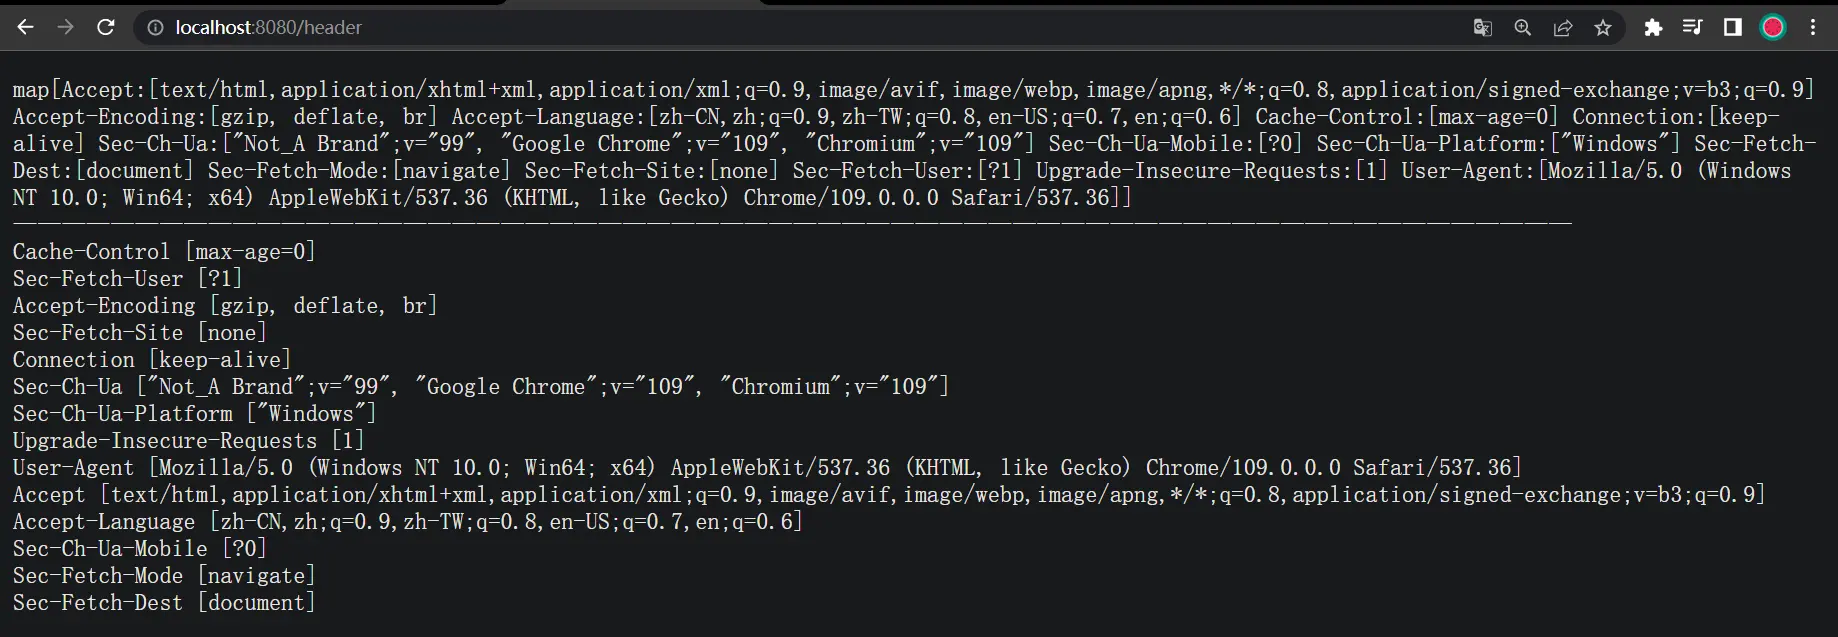 localhost:8080/header
map[Accept:[text/html,application/xhtml+xml,application/xml;q=0.9,image/avif,image/webp,image/apng,*/*;q=0.8,application/signed-exchange;v=b3;q=0.9]
Accept-Encoding:[gzip, deflate, br] Accept-Language:[zh-CN,zh;q=0.9,zh-TW;q=0.8,en-US;q=0.7,en;q=0.6] Cache-Control:[max-age=0] Connection:[keep-
alive] Sec-Ch-Ua:["Not_A Brand";v="99", "Google Chrome";v="109", "Chromium";v="109"] Sec-Ch-Ua-Mobile:[?0] Sec-Ch-Ua-Platform:["Windows"] Sec-Fetch-
Dest:[document] Sec-Fetch-Mode:[navigate] Sec-Fetch-Site:[none] Sec-Fetch-User:[?1] Upgrade-Insecure-Requests:[1] User-Agent:[Mozilla/5.0 (Windows
NT 10.0; Win64; x64) AppleWebKit/537.36 (KHTML, like Gecko) Chrome/109.0.0.0 Safari/537.36]]
Cache-Control [max-age=0]
Sec-Fetch-User [?1]
Accept-Encoding [gzip, deflate, br]
Sec-Fetch-Site [none]
Connection [keep-alive]
Sec-Ch-Ua ["Not_A Brand";v="99", "Google Chrome";v="109", "Chromium";v="109"]
Sec-Ch-Ua-Platform ["Windows"]
Upgrade-Insecure-Requests [1]
User-Agent [Mozilla/5.0 (Windows NT 10.0; Win64; x64) AppleWebKit/537.36 (KHTML, like Gecko) Chrome/109.0.0.0 Safari/537.36]
Accept [text/html,application/xhtml+xml,application/xml;q=0.9,image/avif,image/webp,image/apng,*/*;q=0.8,application/signed-exchange;v=b3;q=0.9]
Accept-Language [zh-CN,zh;q=0.9,zh-TW;q=0.8,en-US;q=0.7,en;q=0.6]
Sec-Ch-Ua-Mobile [?0]
Sec-Fetch-Mode [navigate]
Sec-Fetch-Dest [document]